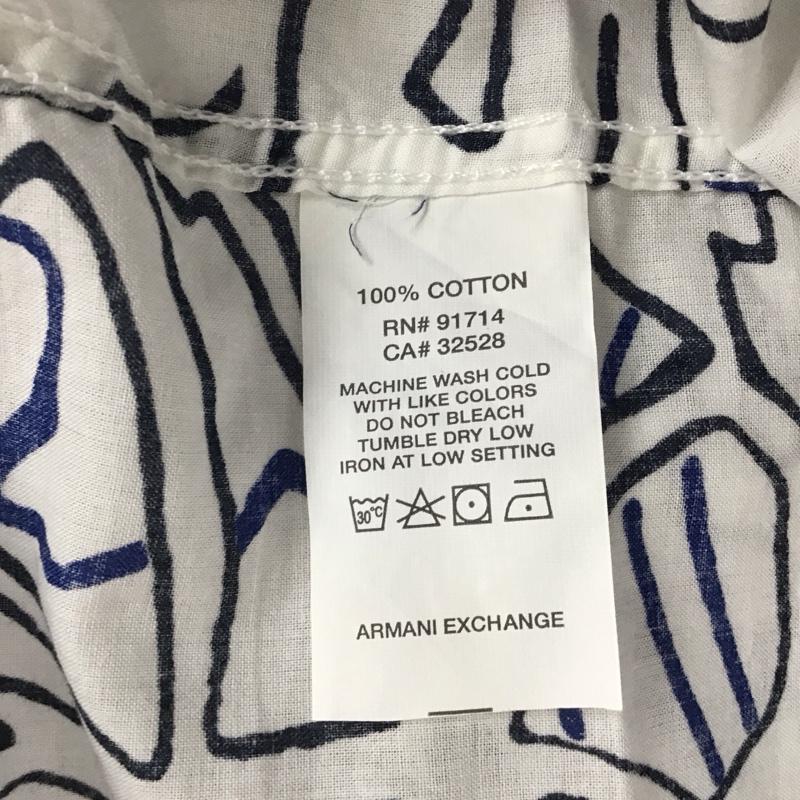 100% COTTON
RN# 91714
CA# 32528
MACHINE WASH COLD
WITH LIKE COLORS
DO NOT BLEACH
TUMBLE DRY LOW
IRON AT LOW SETTING
30°C
ARMANI EXCHANGE